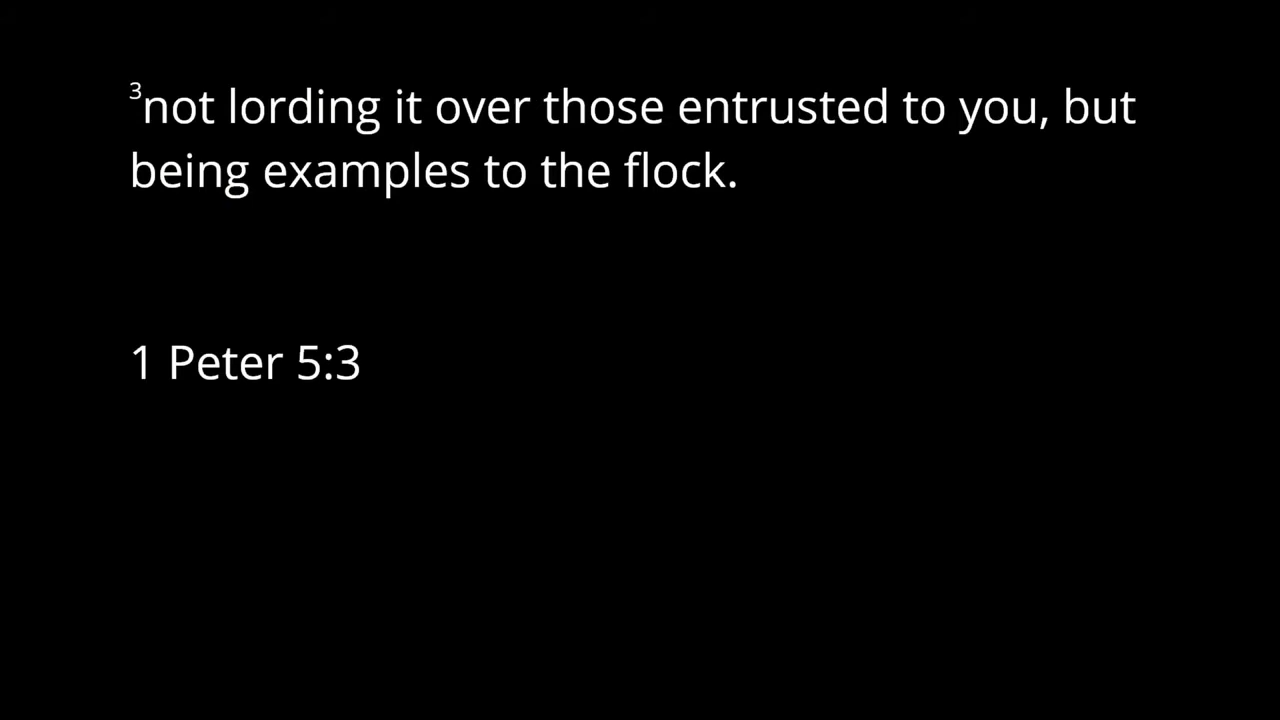 ³not lording it over those entrusted to you, but
being examples to the flock.
1 Peter 5:3